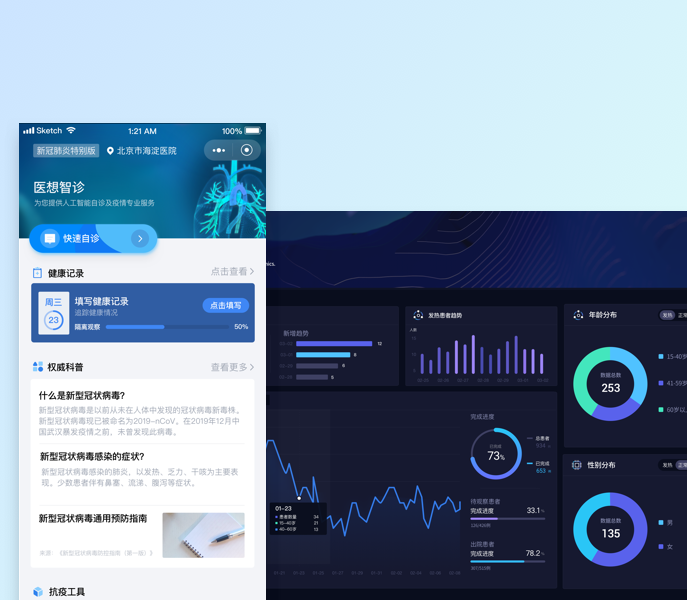 Sketch
1:21 AM
100%
新冠肺炎特别版
北京市海淀医院
医想智诊
为您提供人工智能自诊及疫情专业服务
快速自诊
健康记录
点击查看
周三
23
填写健康记录
追踪健康情况
点击填写
隔离观察
50%
权威科普
查看更多
什么是新型冠状病毒?
新型冠状病毒是以前从未在人体中发现的冠状病毒新毒株。
新型冠状病毒现已被命名为2019-nCoV。在2019年12月中
国武汉暴发疫情之前,未曾发现此病毒。
新型冠状病毒感染的症状?
新型冠状病毒感染的肺炎,以发热、乏力、干咳为主要表
现。少数患者伴有鼻塞、流涕、腹泻等症状。
新型冠状病毒通用预防指南
来源:《新型冠状病毒防控指南(第一版)》
抗疫工具
新增趋势
12
8
6
5
发热患者趋势
人数
年龄分布
发热
正常
数据总数
253
15-40岁
41-59岁
60岁以
01-23
患者数量 34
15-40岁 21
40-60岁 13
完成进度
已完成
73%
总患者
934
已完成
653
待观察患者
完成进度
33.1%
出院患者
完成进度
78.2%
性别分布
发热
正常
数据总数
135
男
女